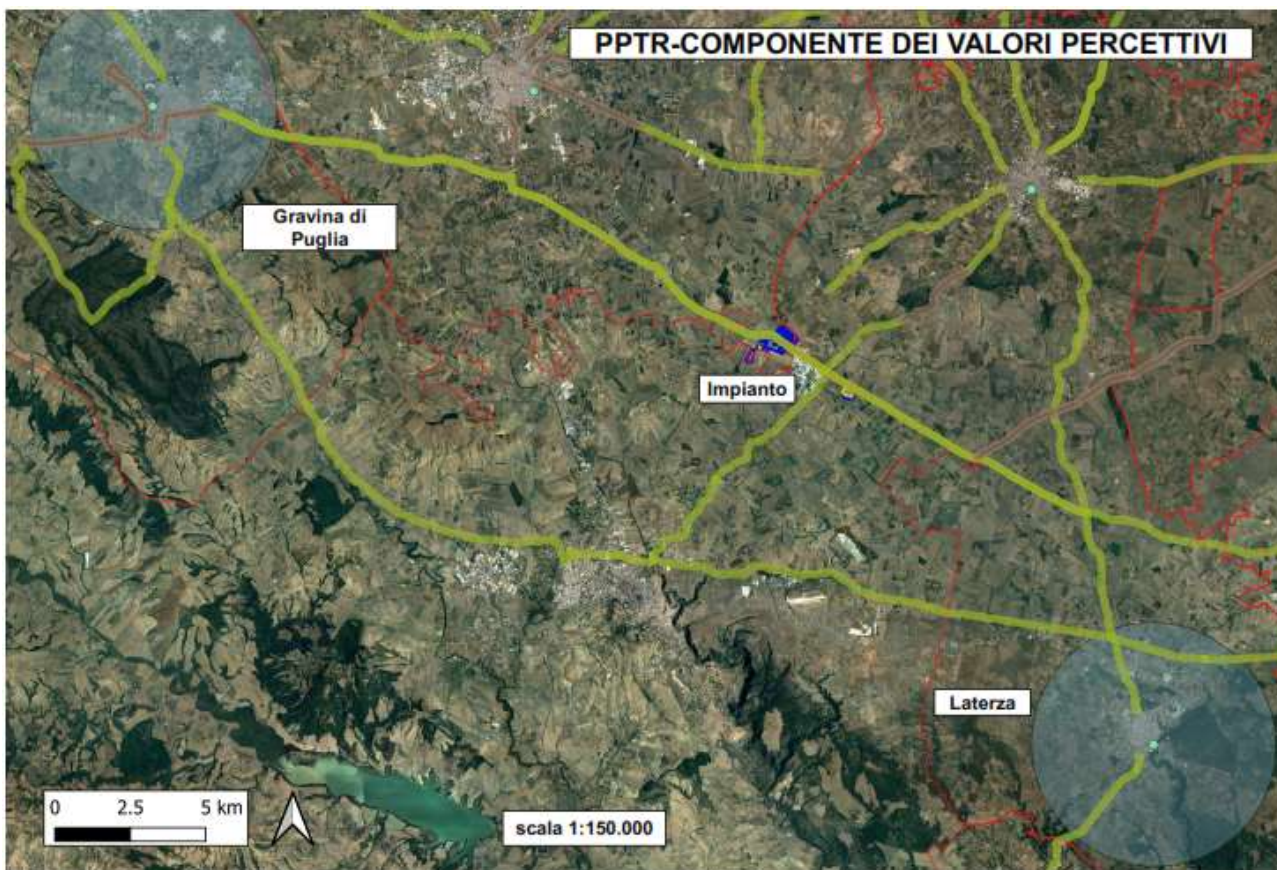 PPTR-COMPONENTE DEI VALORI PERCETTIVI
Gravina di
Puglia
Impianto
Laterza
0 2.5 5 km
scala 1:150.000